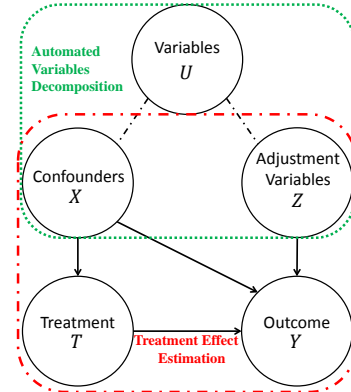 Automated
Variables
Decomposition
Variables
U
Confounders
X
Adjustment
Variables
Z
Treatment
T
Treatment Effect
Estimation
Outcome
Y